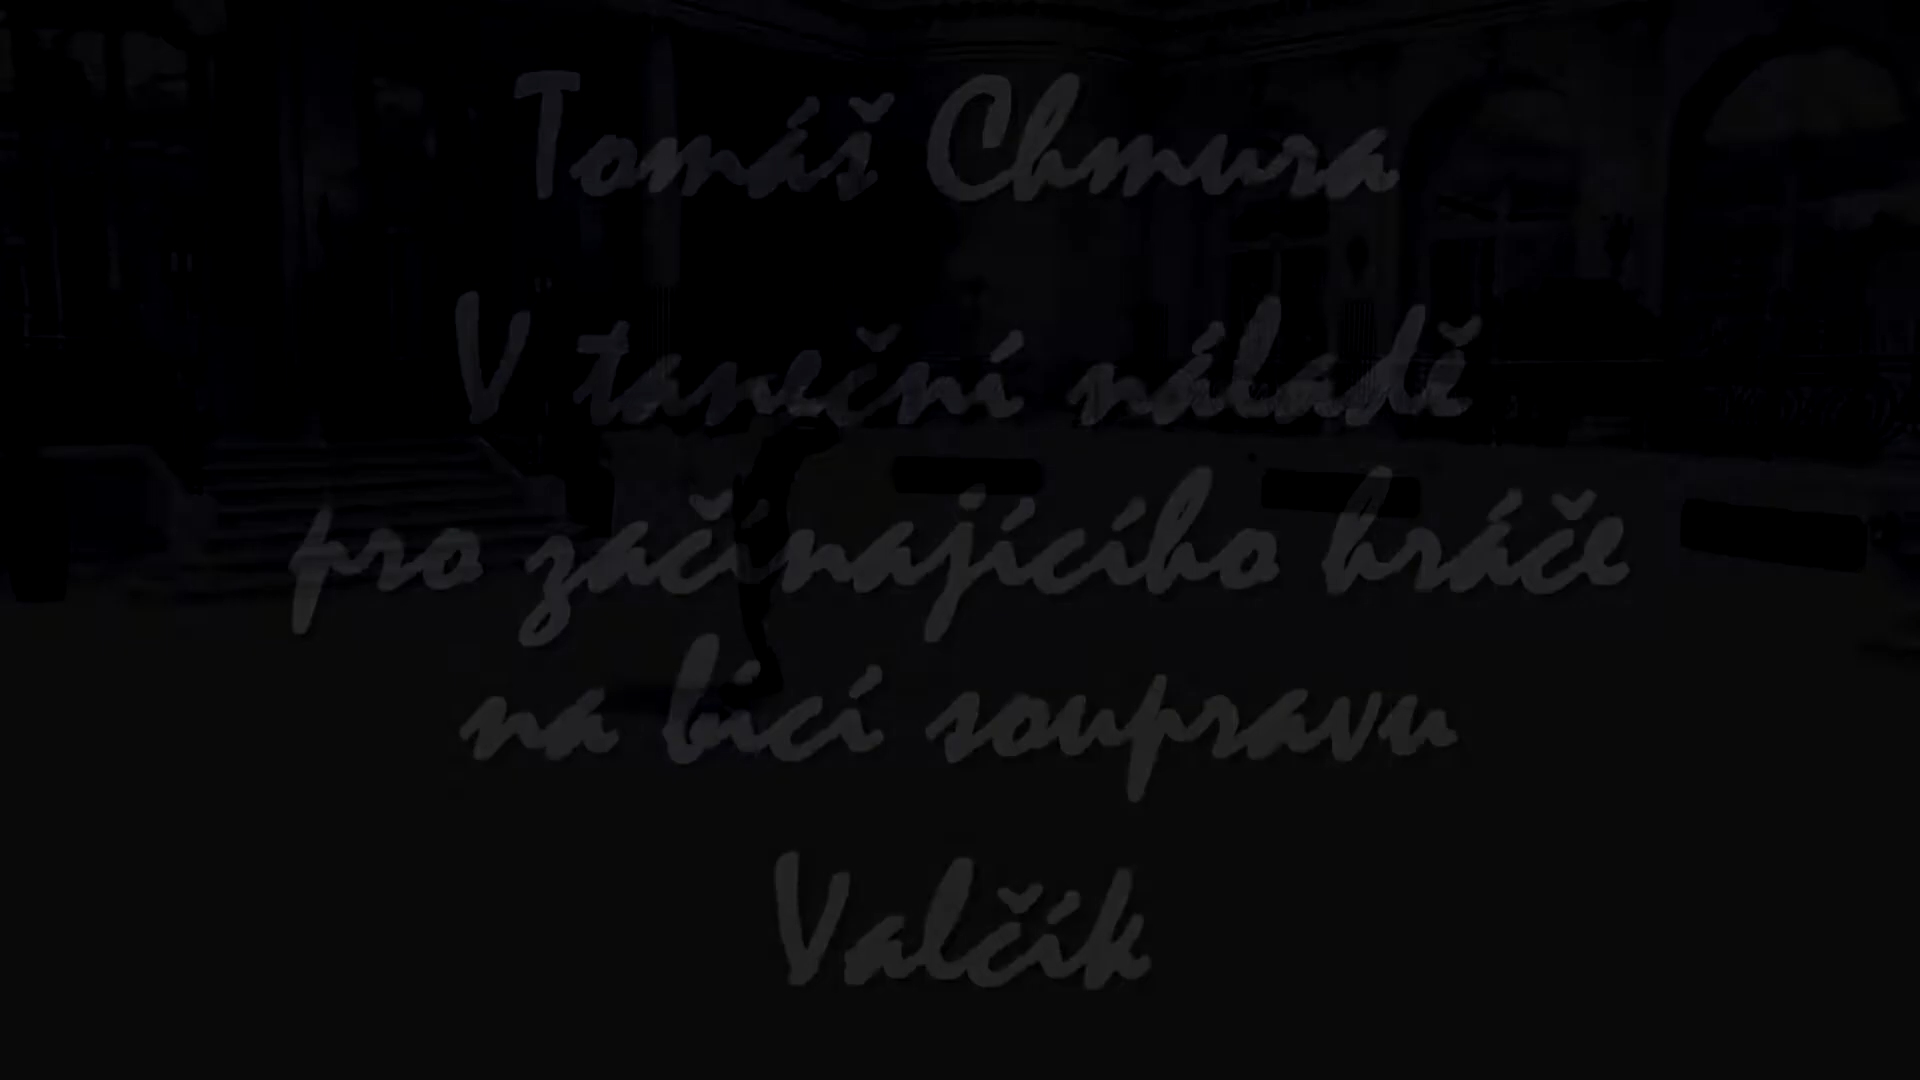 Tomáš Chmura
V taneční náladě
pro začínajícího hráče
na bicí soupravu
Valčík